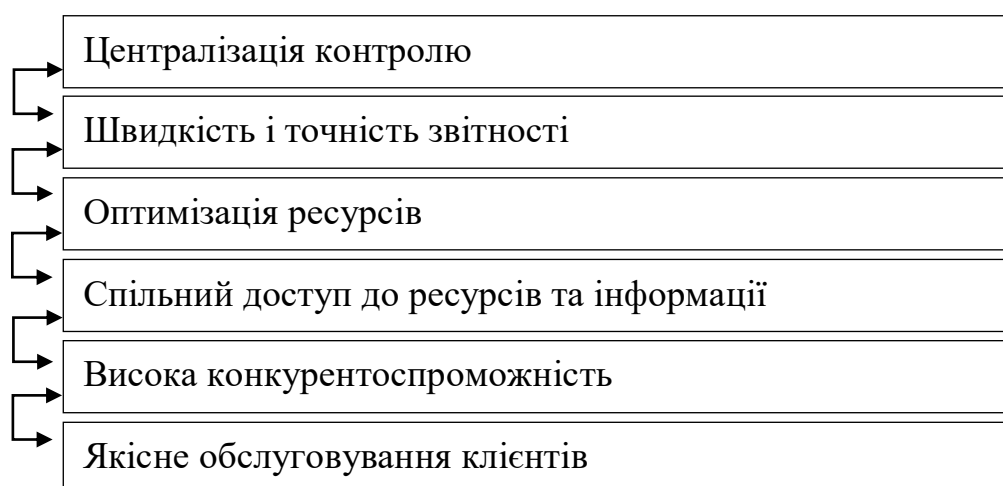 Централізація контролю
Швидкість і точність звітності
Оптимізація ресурсів
Спільний доступ до ресурсів та інформації
Висока конкурентоспроможність
Якісне обслуговування клієнтів